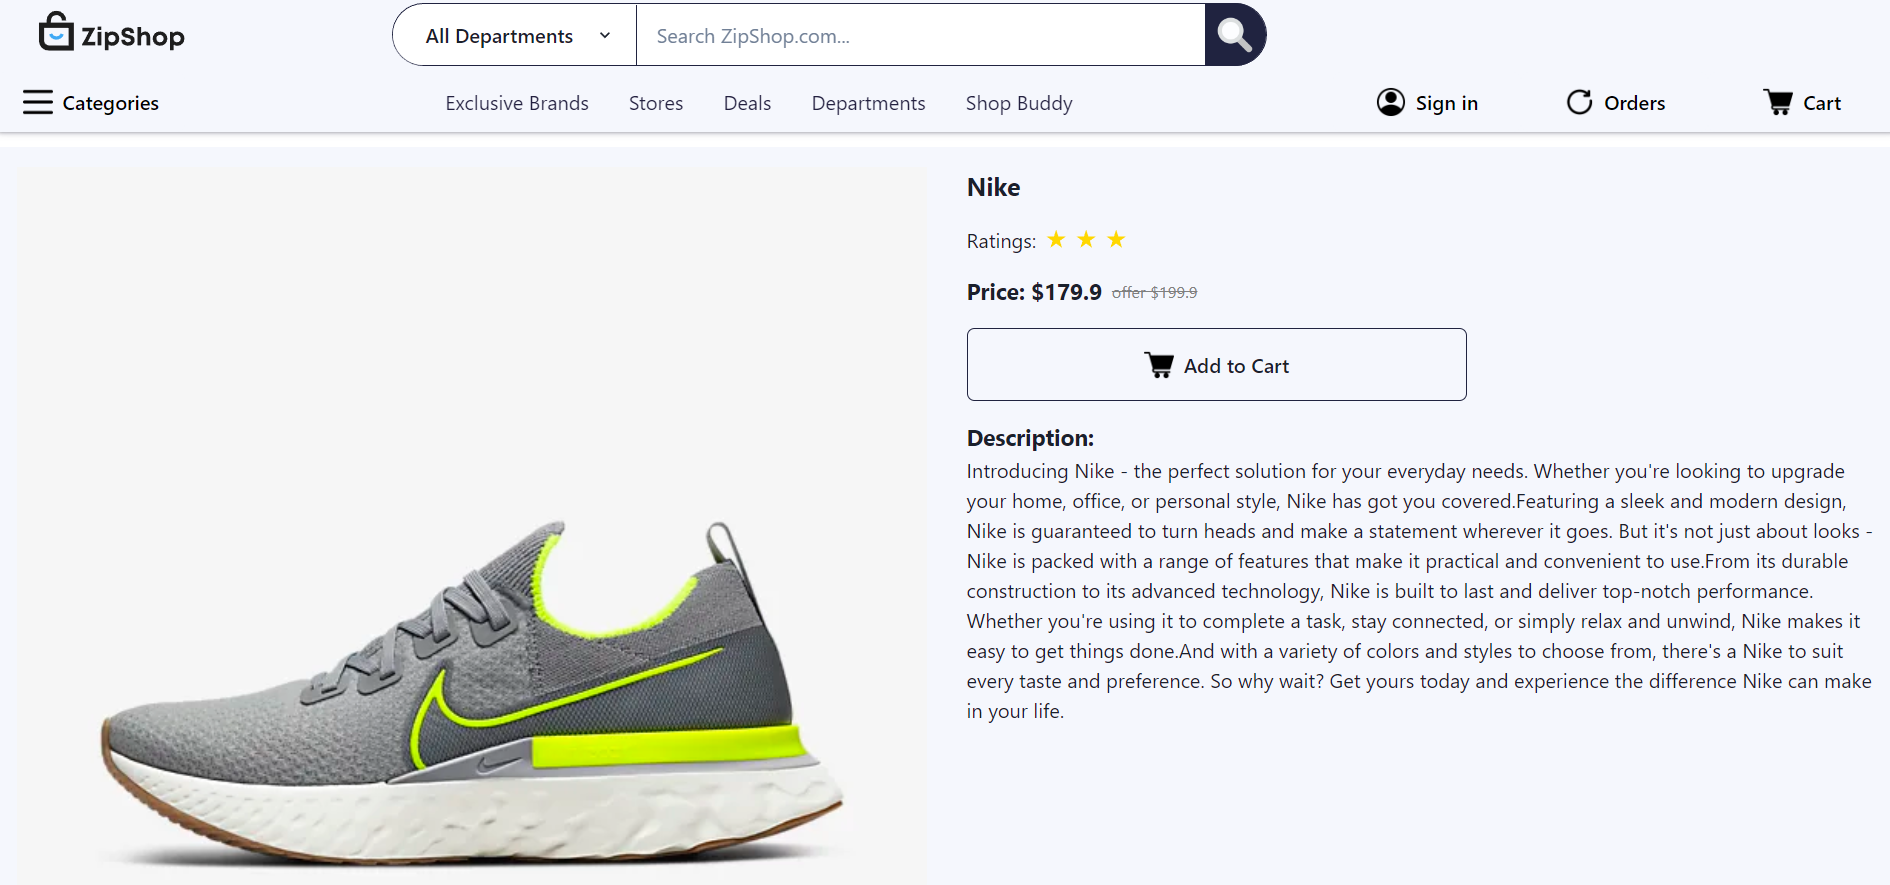 ZipShop
All Departments
Search ZipShop.com...
Categories
Exclusive Brands
Stores
Deals
Departments
Shop Buddy
Sign in
Orders
Cart
Nike
Ratings: ★ ★ ★
Price: $179.9 offer $199.9
Add to Cart
Description:
Introducing Nike - the perfect solution for your everyday needs. Whether you're looking to upgrade
your home, office, or personal style, Nike has got you covered.Featuring a sleek and modern design,
Nike is guaranteed to turn heads and make a statement wherever it goes. But it's not just about looks -
Nike is packed with a range of features that make it practical and convenient to use.From its durable
construction to its advanced technology, Nike is built to last and deliver top-notch performance.
Whether you're using it to complete a task, stay connected, or simply relax and unwind, Nike makes it
easy to get things done.And with a variety of colors and styles to choose from, there's a Nike to suit
every taste and preference. So why wait? Get yours today and experience the difference Nike can make
in your life.